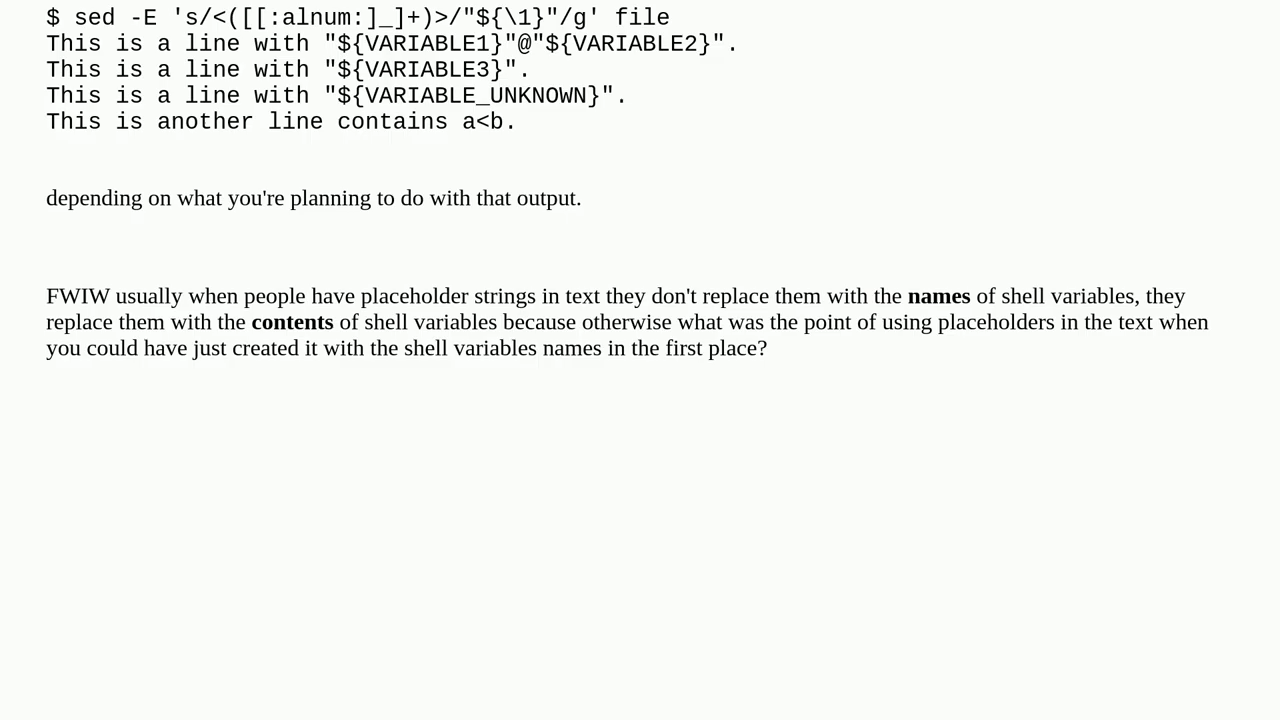 $ sed -E 's/<([[:alnum:]_]+)>/"${\1}"/g' file
This is a line with "${VARIABLE1}"@"${VARIABLE2}".
This is a line with "${VARIABLE3}".
This is a line with "${VARIABLE_UNKNOWN}".
This is another line contains a<b.
depending on what you're planning to do with that output.
FWIW usually when people have placeholder strings in text they don't replace them with the names of shell variables, they
replace them with the contents of shell variables because otherwise what was the point of using placeholders in the text when
you could have just created it with the shell variables names in the first place?